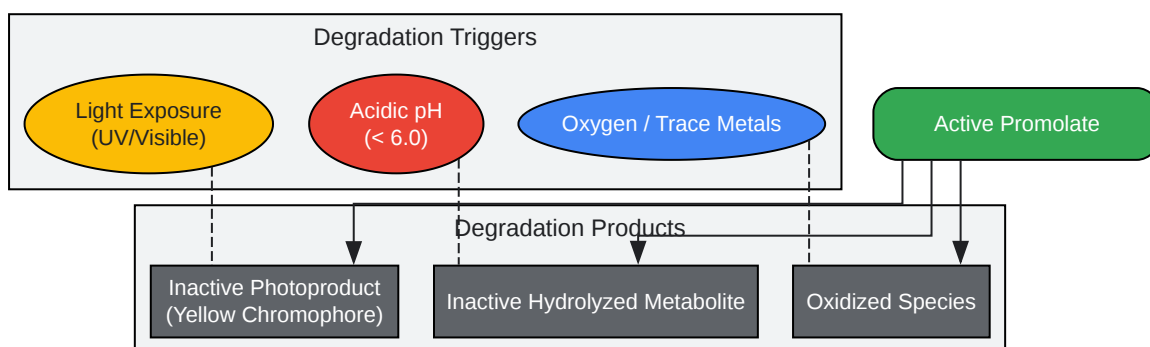 Degradation Triggers
Light Exposure
(UV/Visible)
Acidic pH
(< 6.0)
Oxygen / Trace Metals
Active Promolate
Degradation Products
Inactive Photoproduct
(Yellow Chromophore)
Inactive Hydrolyzed Metabolite
Oxidized Species